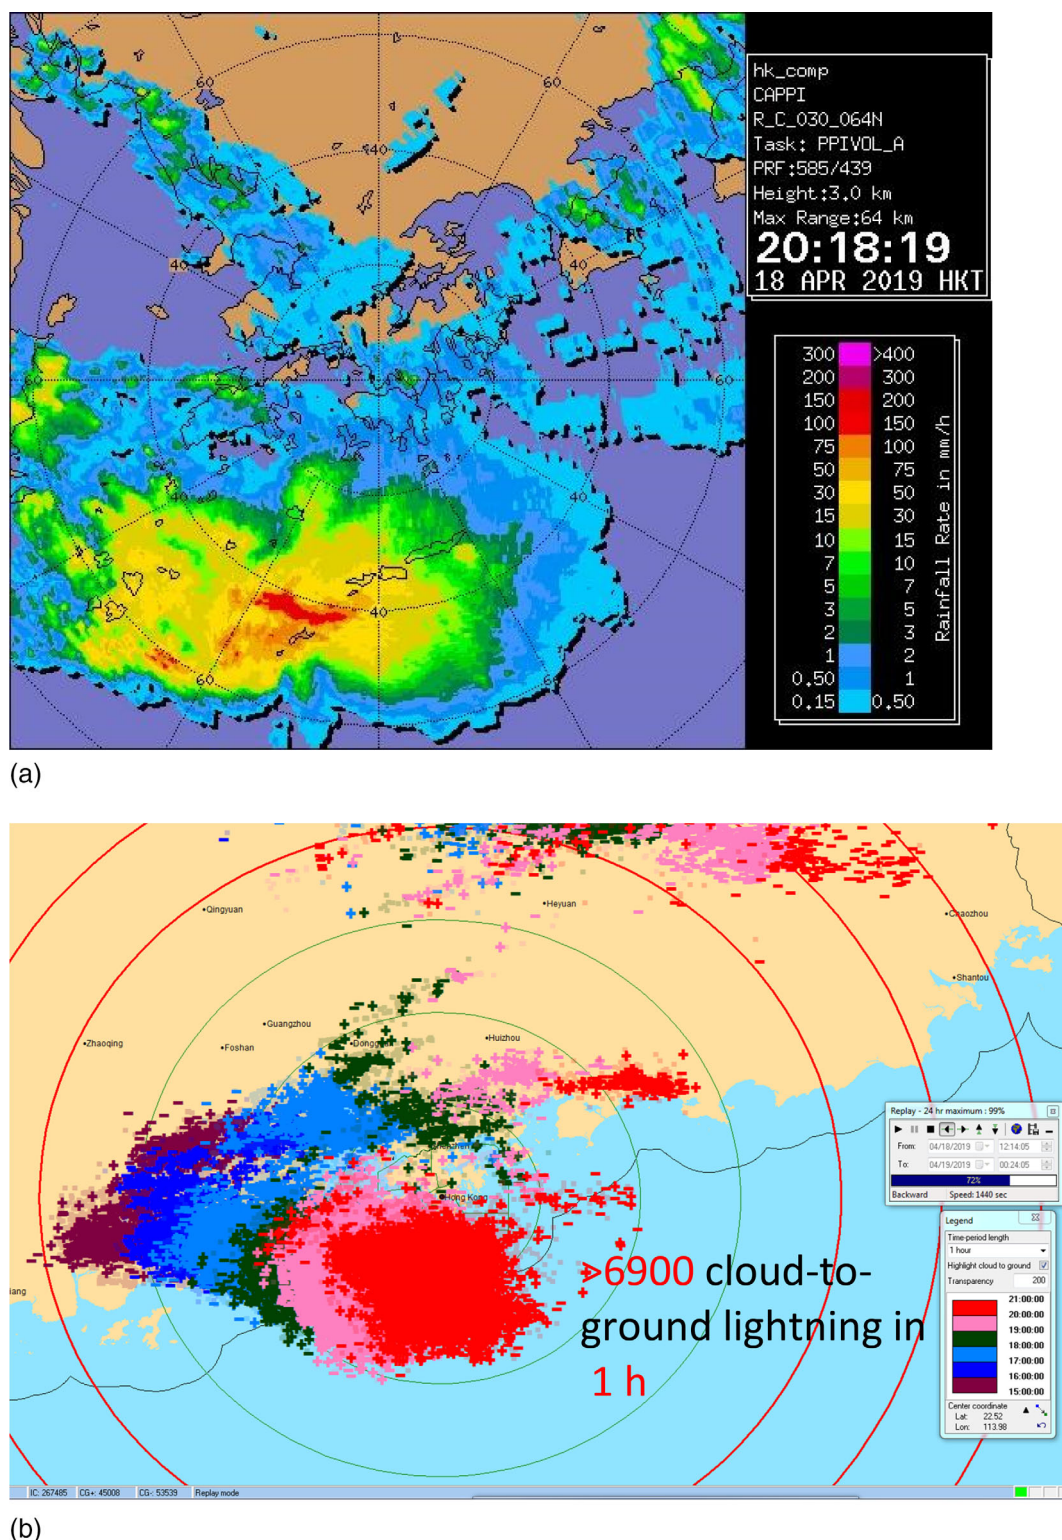 60
60
40
40
40
60
60
40
40
40
60
60
hk_comp
CAPPI
R_C_030_064N
Task: PPIVOL_A
PRF:585/439
Height:3.0 km
Max Range:64 km
20:18:19
18 APR 2019 HKT
300 >400
200 300
150 200
100 150
75 100
50 75
30 50
15 30
10 15
7 10
5 7
3 5
2 3
1 2
0.50 1
0.15 0.50
Rainfall Rate in mm/h
(a)
Qingyuan
Heyuan
Chaozhou
Shantou
Guangzhou
Huizhou
Zhaoqing
Foshan
Hong Kong
iang
>6900 cloud-to-
ground lightning in
1 h
Replay - 24 hr maximum : 99%
From: 04/18/2019 12:14:05
To: 04/19/2019 00:24:05
72%
Backward Speed: 1440 sec
Legend
Time-period length
1 hour
Highlight cloud to ground
Transparency 200
21:00:00
20:00:00
19:00:00
18:00:00
17:00:00
16:00:00
15:00:00
Center coordinate
Lat: 22.52
Lon: 113.98
IC: 267485 CG+: 45008 CG-: 53539 Replay mode
(b)